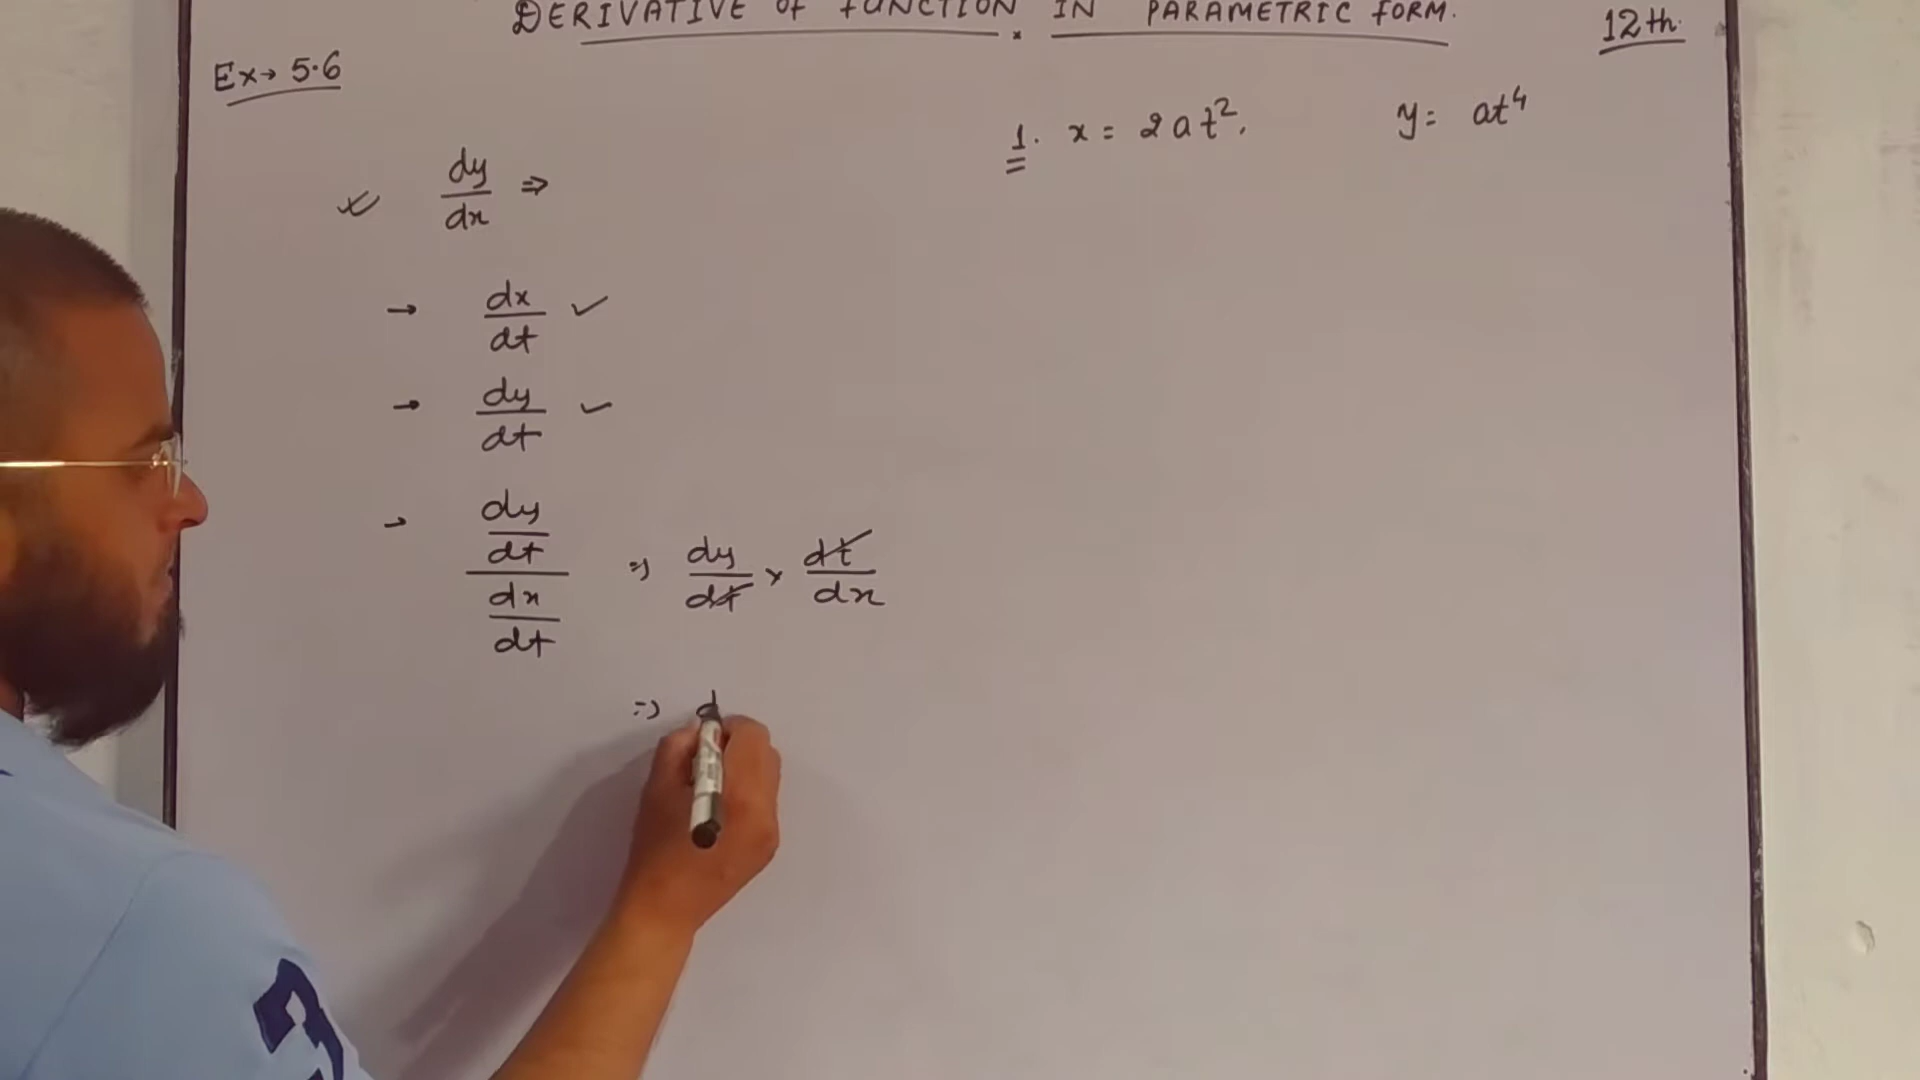 DERIVATIVE OF FUNCTION IN PARAMETRIC FORM.
12th.
Ex→ 5.6
1. x = 2at², y = at⁴
dy/dx ⇒
→ dx/dt ✓
→ dy/dt ✓
→ (dy/dt)/(dx/dt) ⇒ dy/dt × dt/dx
⇒ d